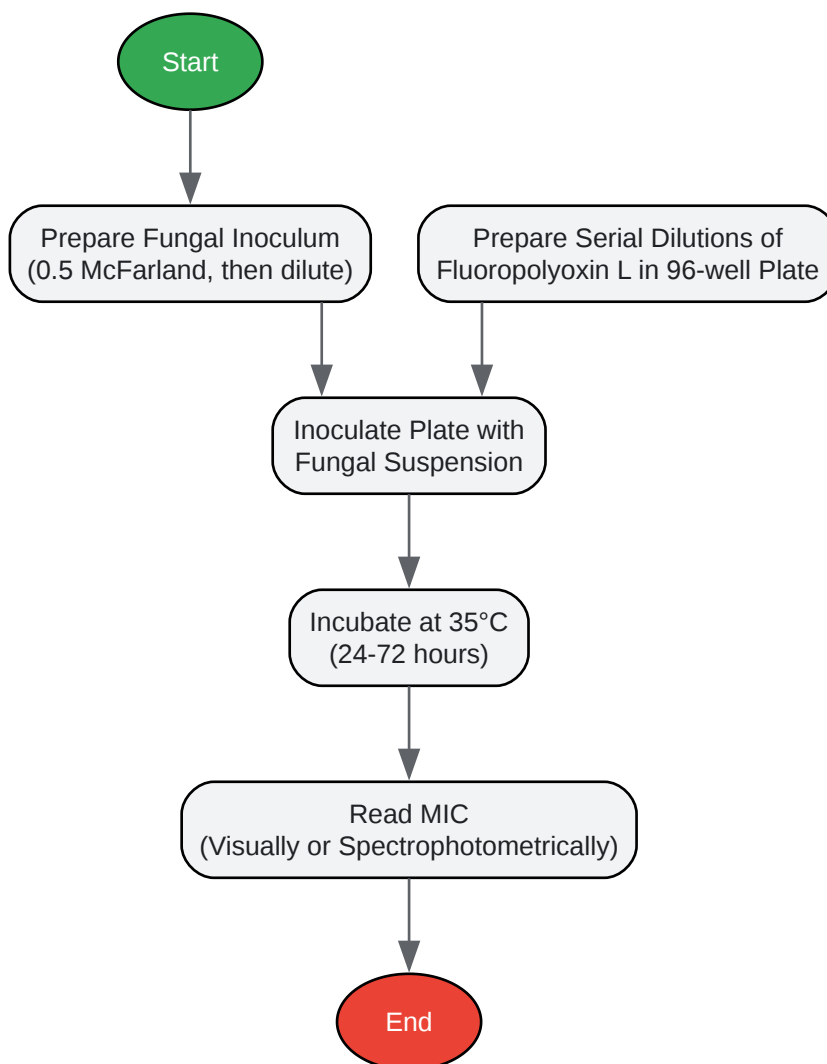 Start
Prepare Fungal Inoculum
(0.5 McFarland, then dilute)
Prepare Serial Dilutions of
Fluoropolyoxin L in 96-well Plate
Inoculate Plate with
Fungal Suspension
Incubate at 35°C
(24-72 hours)
Read MIC
(Visually or Spectrophotometrically)
End